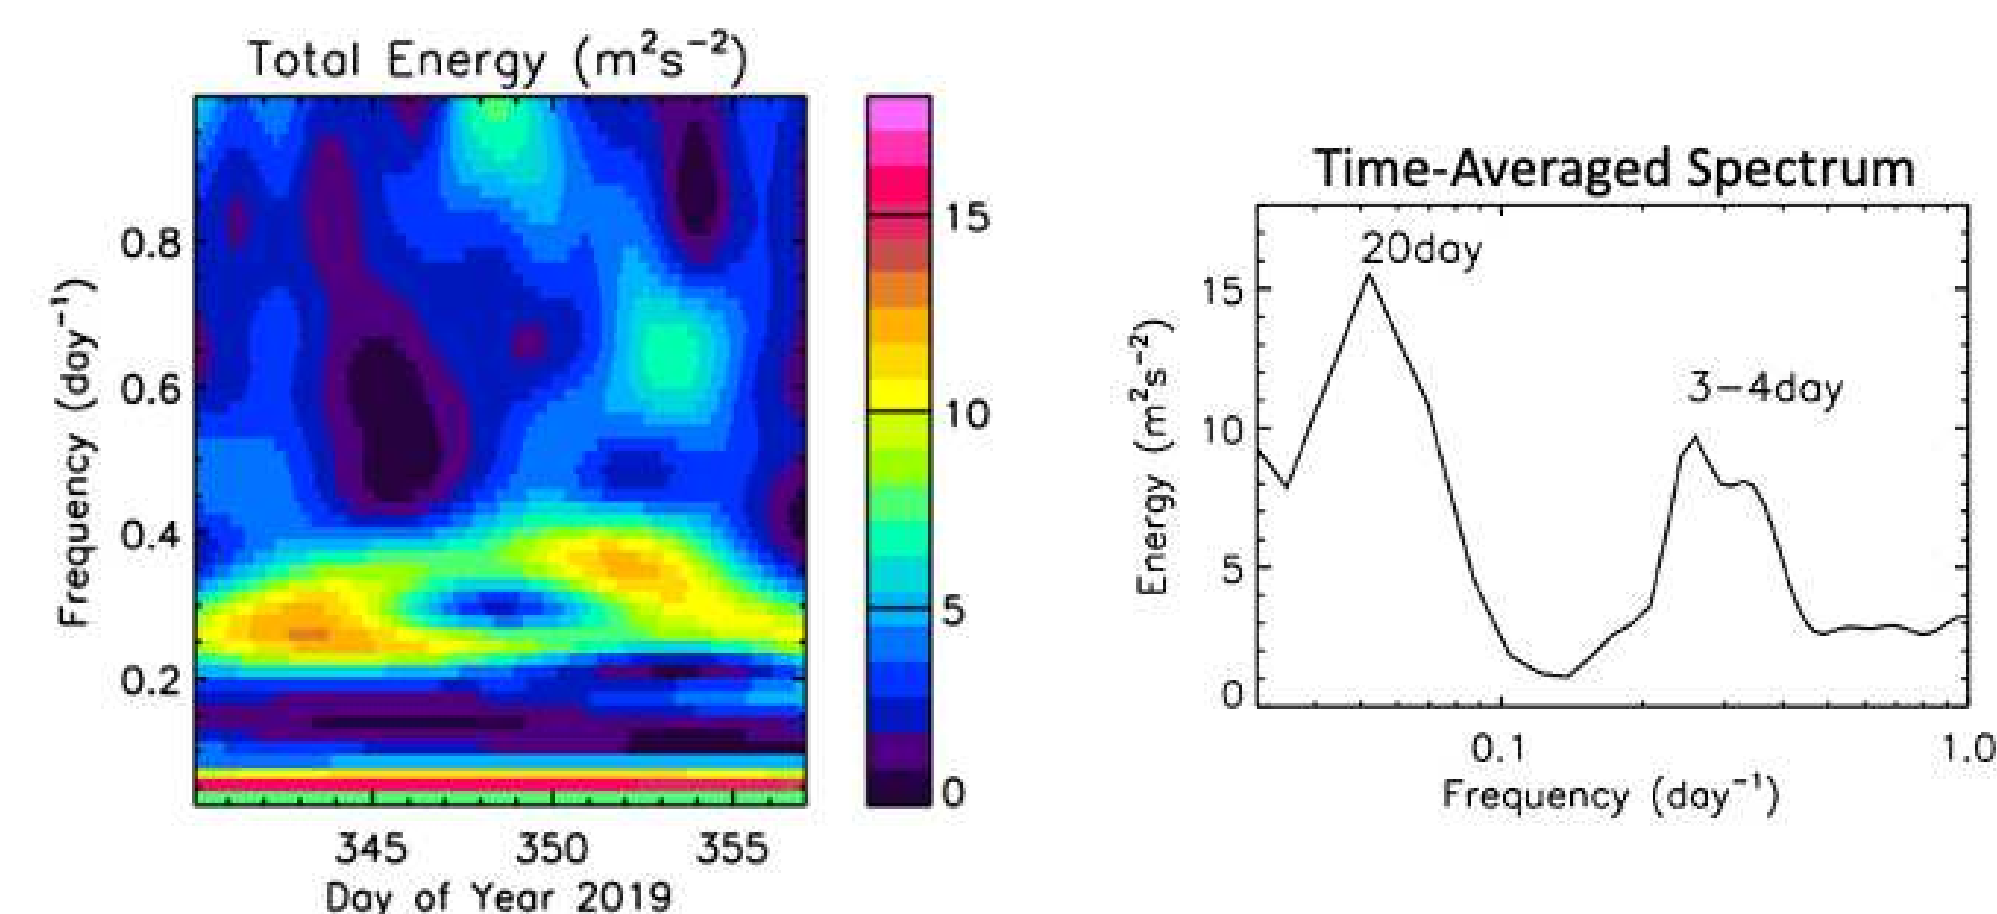 Total Energy (m²s⁻²)
Frequency (day⁻¹)
0.8
0.6
0.4
0.2
345 350 355
Day of Year 2019
15
10
5
0
Time-Averaged Spectrum
20day
3-4day
Energy (m²s⁻²)
15
10
5
0
0.1 1.0
Frequency (day⁻¹)